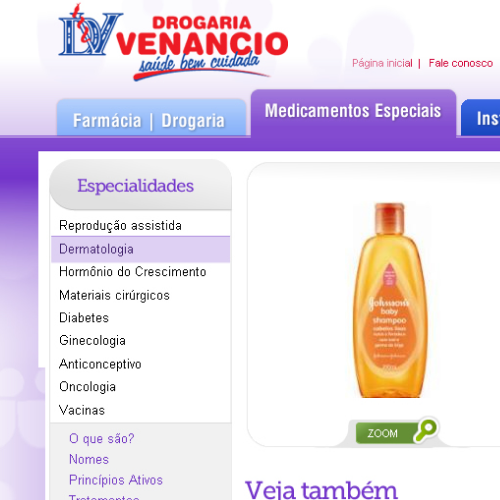 DV DROGARIA
VENANCIO
saúde bem cuidada
Página inicial | Fale conosco
Farmácia | Drogaria
Medicamentos Especiais
Ins
Especialidades
Reprodução assistida
Dermatologia
Hormônio do Crescimento
Materiais cirúrgicos
Diabetes
Ginecologia
Anticonceptivo
Oncologia
Vacinas
O que são?
Nomes
Princípios Ativos
Tratamentos
Johnson's
baby
shampoo
cabelos lisos
ZOOM
Veja também